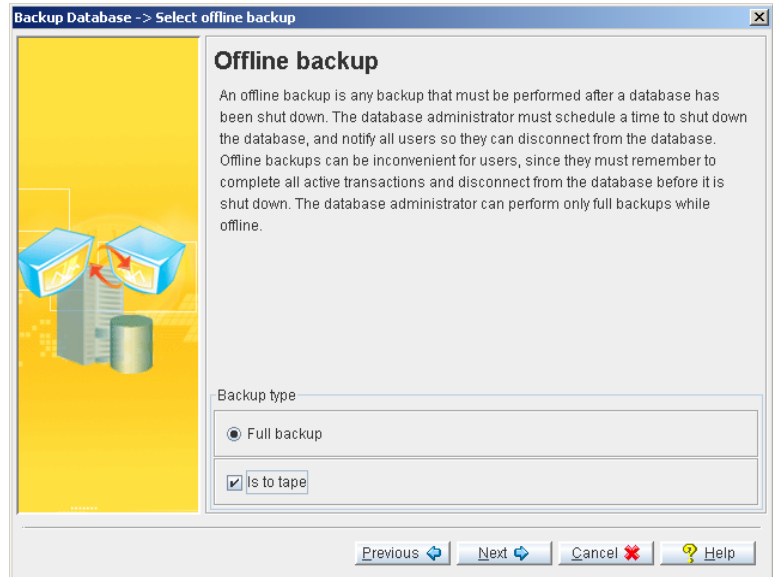 Backup Database -> Select offline backup
Offline backup
An offline backup is any backup that must be performed after a database has
been shut down. The database administrator must schedule a time to shut down
the database, and notify all users so they can disconnect from the database.
Offline backups can be inconvenient for users, since they must remember to
complete all active transactions and disconnect from the database before it is
shut down. The database administrator can perform only full backups while
offline.
Backup type
Full backup
Is to tape
Previous Next Cancel Help